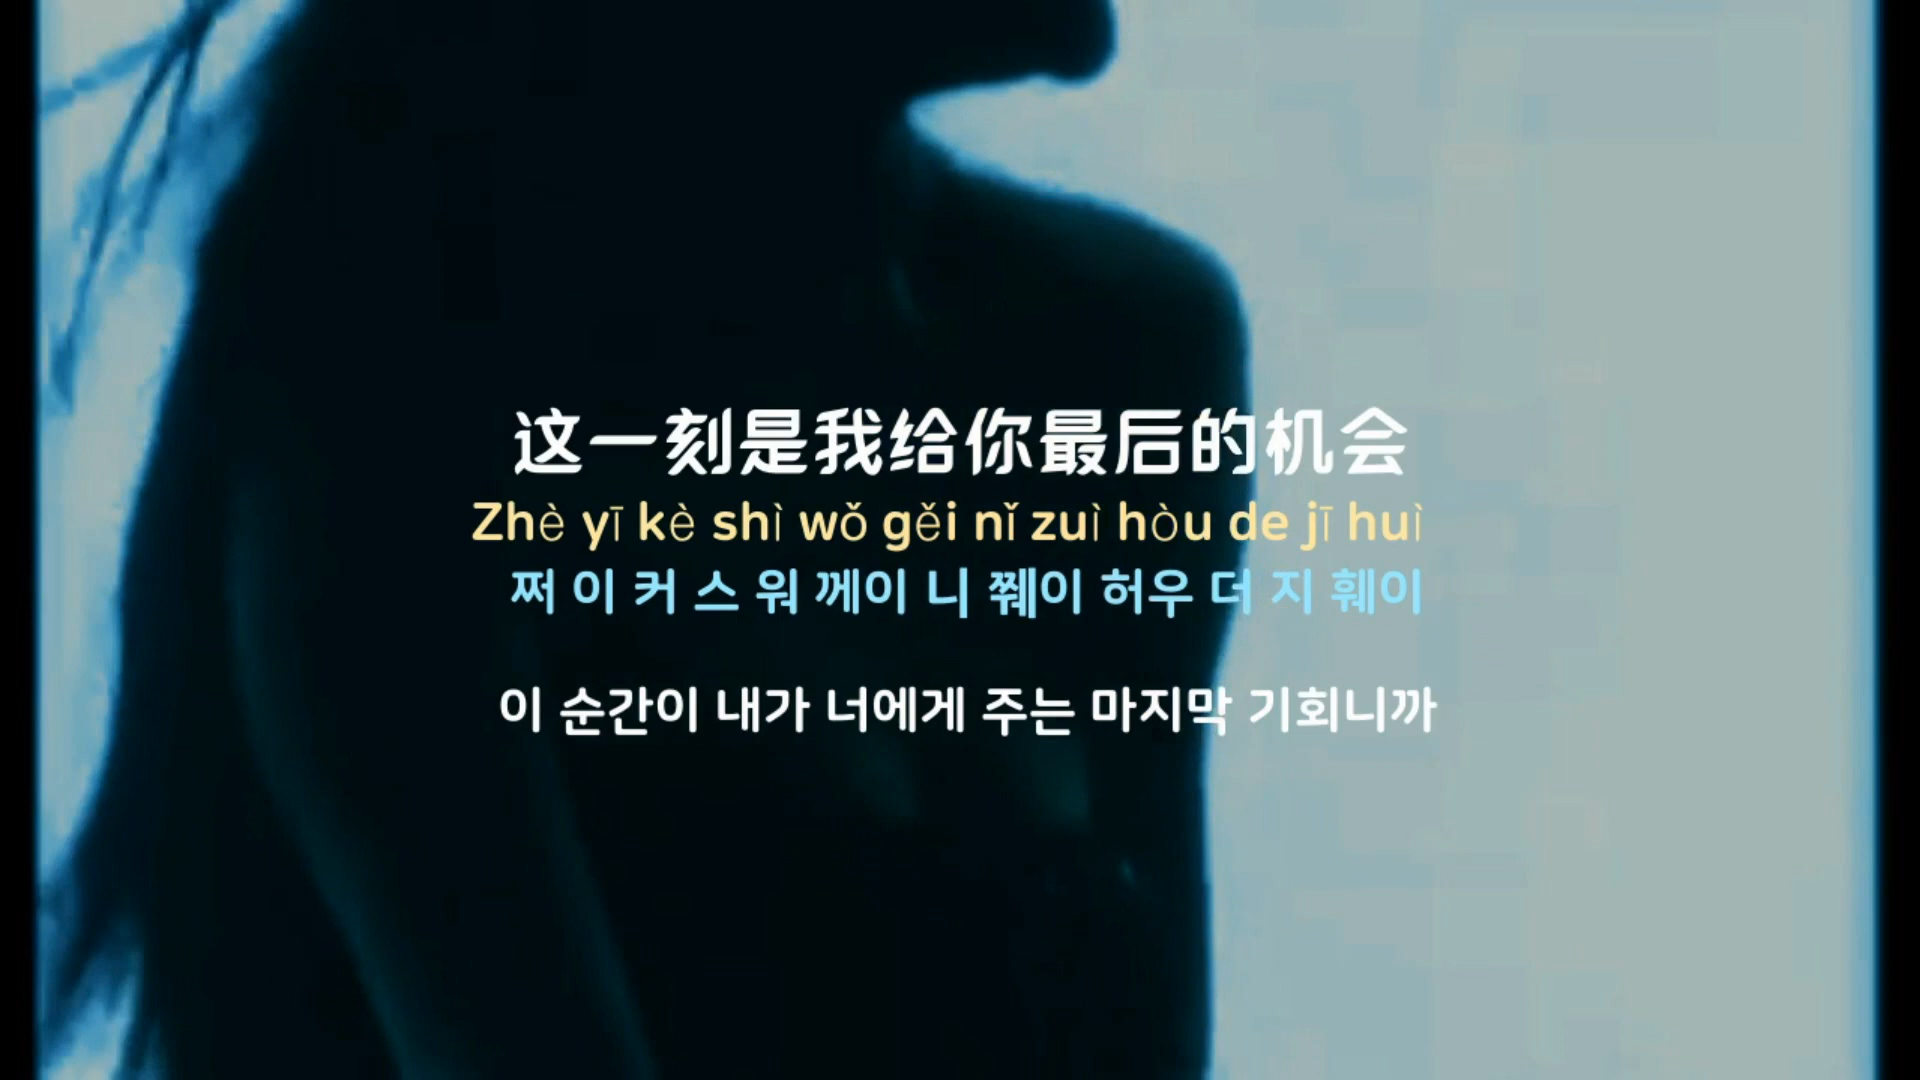 这一刻是我给你最后的机会
Zhè yī kè shì wǒ gěi nǐ zuì hòu de jī huì
쩌 이 커 스 워 께이 니 쮀이 허우 더 지 훼이
이 순간이 내가 너에게 주는 마지막 기회니까